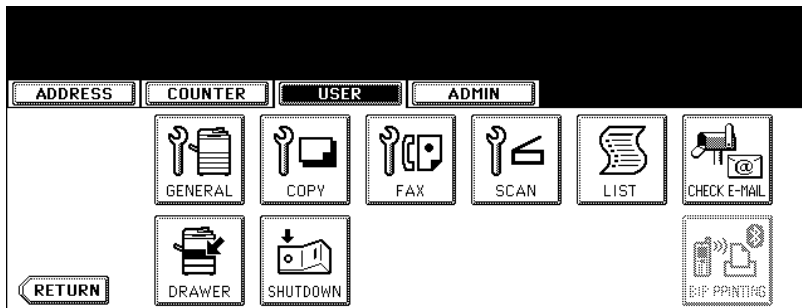 ADDRESS COUNTER USER ADMIN
GENERAL COPY FAX SCAN LIST CHECK E-MAIL
RETURN DRAWER SHUTDOWN BIP PRINTING